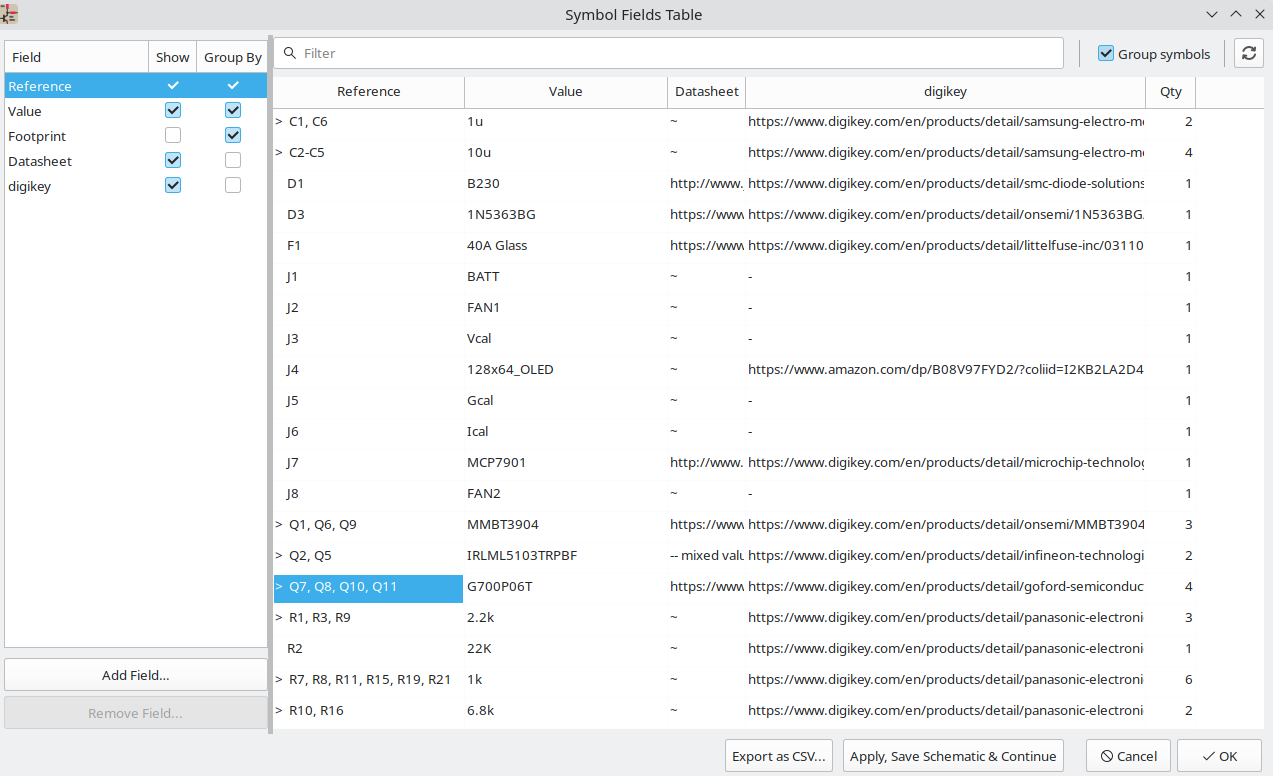 Symbol Fields Table
Field Show Group By
Reference
Value
Footprint
Datasheet
digikey
Add Field...
Remove Field...
Filter
Group symbols
Reference Value Datasheet digikey Qty
> C1, C6 1u ~ https://www.digikey.com/en/products/detail/samsung-electro-m 2
> C2-C5 10u ~ https://www.digikey.com/en/products/detail/samsung-electro-m 4
D1 B230 http://www. https://www.digikey.com/en/products/detail/smc-diode-solutions 1
D3 1N5363BG https://www https://www.digikey.com/en/products/detail/onsemi/1N5363BG 1
F1 40A Glass https://www https://www.digikey.com/en/products/detail/littelfuse-inc/03110 1
J1 BATT ~ - 1
J2 FAN1 ~ - 1
J3 Vcal ~ - 1
J4 128x64_OLED ~ https://www.amazon.com/dp/B08V97FYD2/?coliid=I2KB2LA2D4 1
J5 Gcal ~ - 1
J6 Ical ~ - 1
J7 MCP7901 http://www. https://www.digikey.com/en/products/detail/microchip-technolog 1
J8 FAN2 ~ - 1
> Q1, Q6, Q9 MMBT3904 https://www https://www.digikey.com/en/products/detail/onsemi/MMBT3904 3
> Q2, Q5 IRLML5103TRPBF -- mixed valu https://www.digikey.com/en/products/detail/infineon-technologi 2
> Q7, Q8, Q10, Q11 G700P06T https://www https://www.digikey.com/en/products/detail/goford-semiconduc 4
> R1, R3, R9 2.2k ~ https://www.digikey.com/en/products/detail/panasonic-electroni 3
R2 22K ~ https://www.digikey.com/en/products/detail/panasonic-electroni 1
> R7, R8, R11, R15, R19, R21 1k ~ https://www.digikey.com/en/products/detail/panasonic-electroni 6
> R10, R16 6.8k ~ https://www.digikey.com/en/products/detail/panasonic-electroni 2
Export as CSV... Apply, Save Schematic & Continue Cancel OK